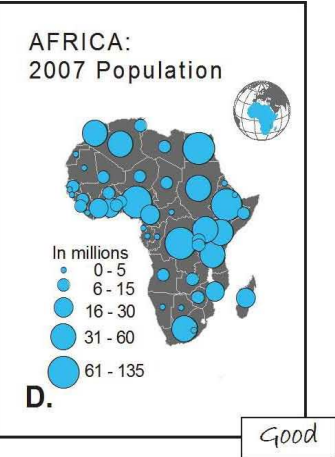 AFRICA:
2007 Population
In millions
0 - 5
6 - 15
16 - 30
31 - 60
61 - 135
D.
Good